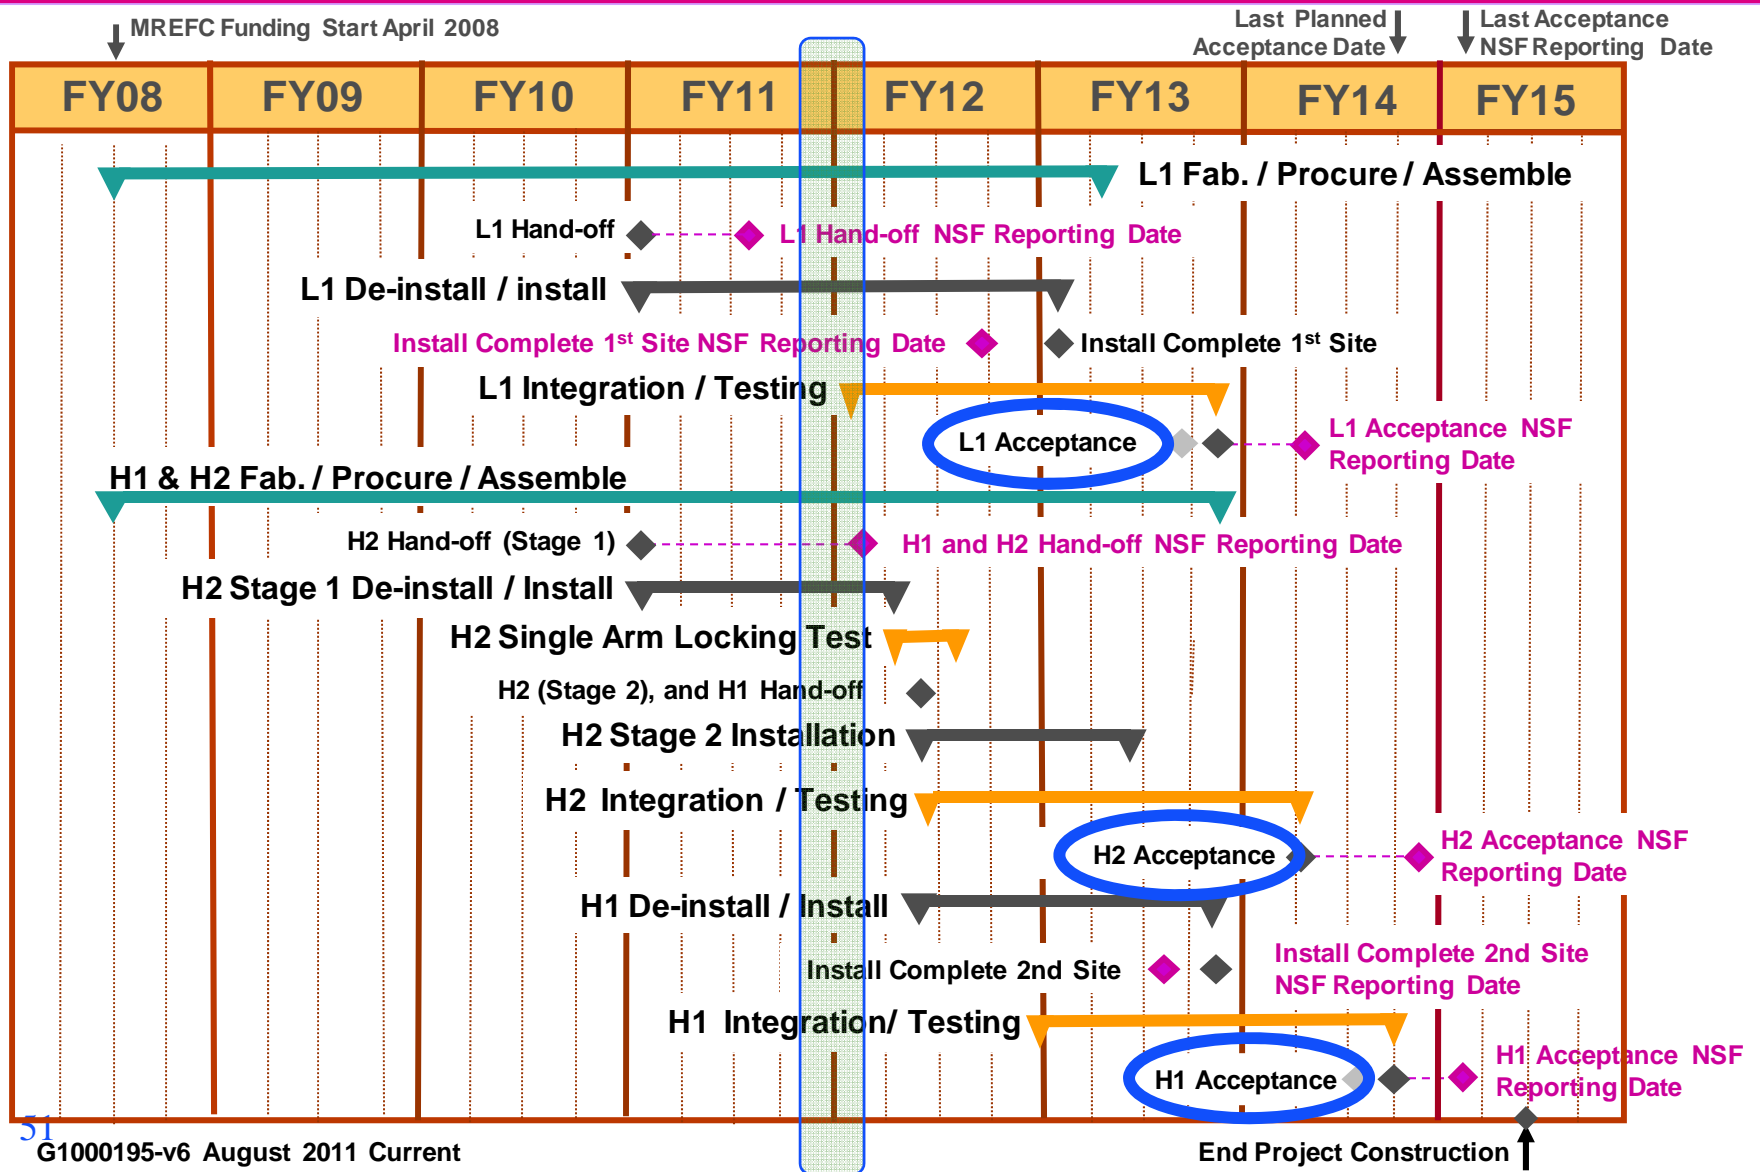 MREFC Funding Start April 2008
Last Planned
Acceptance Date
Last Acceptance
NSF Reporting Date
FY08 FY09 FY10 FY11 FY12 FY13 FY14 FY15
L1 Fab. / Procure / Assemble
L1 Hand-off
L1 Hand-off NSF Reporting Date
L1 De-install / install
Install Complete 1st Site NSF Reporting Date
Install Complete 1st Site
L1 Integration / Testing
L1 Acceptance
L1 Acceptance NSF
Reporting Date
H1 & H2 Fab. / Procure / Assemble
H2 Hand-off (Stage 1)
H1 and H2 Hand-off NSF Reporting Date
H2 Stage 1 De-install / Install
H2 Single Arm Locking Test
H2 (Stage 2), and H1 Hand-off
H2 Stage 2 Installation
H2 Integration / Testing
H2 Acceptance
H2 Acceptance NSF
Reporting Date
H1 De-install / Install
Install Complete 2nd Site
Install Complete 2nd Site
NSF Reporting Date
H1 Integration/ Testing
H1 Acceptance
H1 Acceptance NSF
Reporting Date
51
G1000195-v6 August 2011 Current
End Project Construction